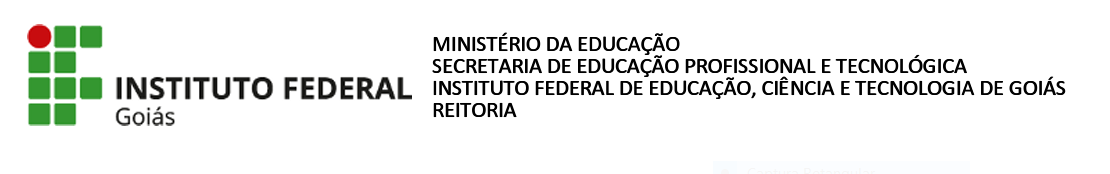 INSTITUTO FEDERAL
Goiás
MINISTÉRIO DA EDUCAÇÃO
SECRETARIA DE EDUCAÇÃO PROFISSIONAL E TECNOLÓGICA
INSTITUTO FEDERAL DE EDUCAÇÃO, CIÊNCIA E TECNOLOGIA DE GOIÁS
REITORIA